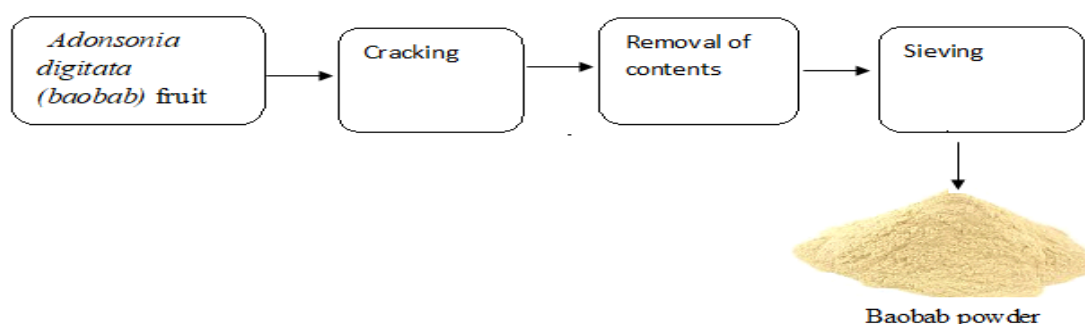 Adonsonia
digitata
(baobab) fruit
Cracking
Removal of
contents
Sieving
Baobab powder